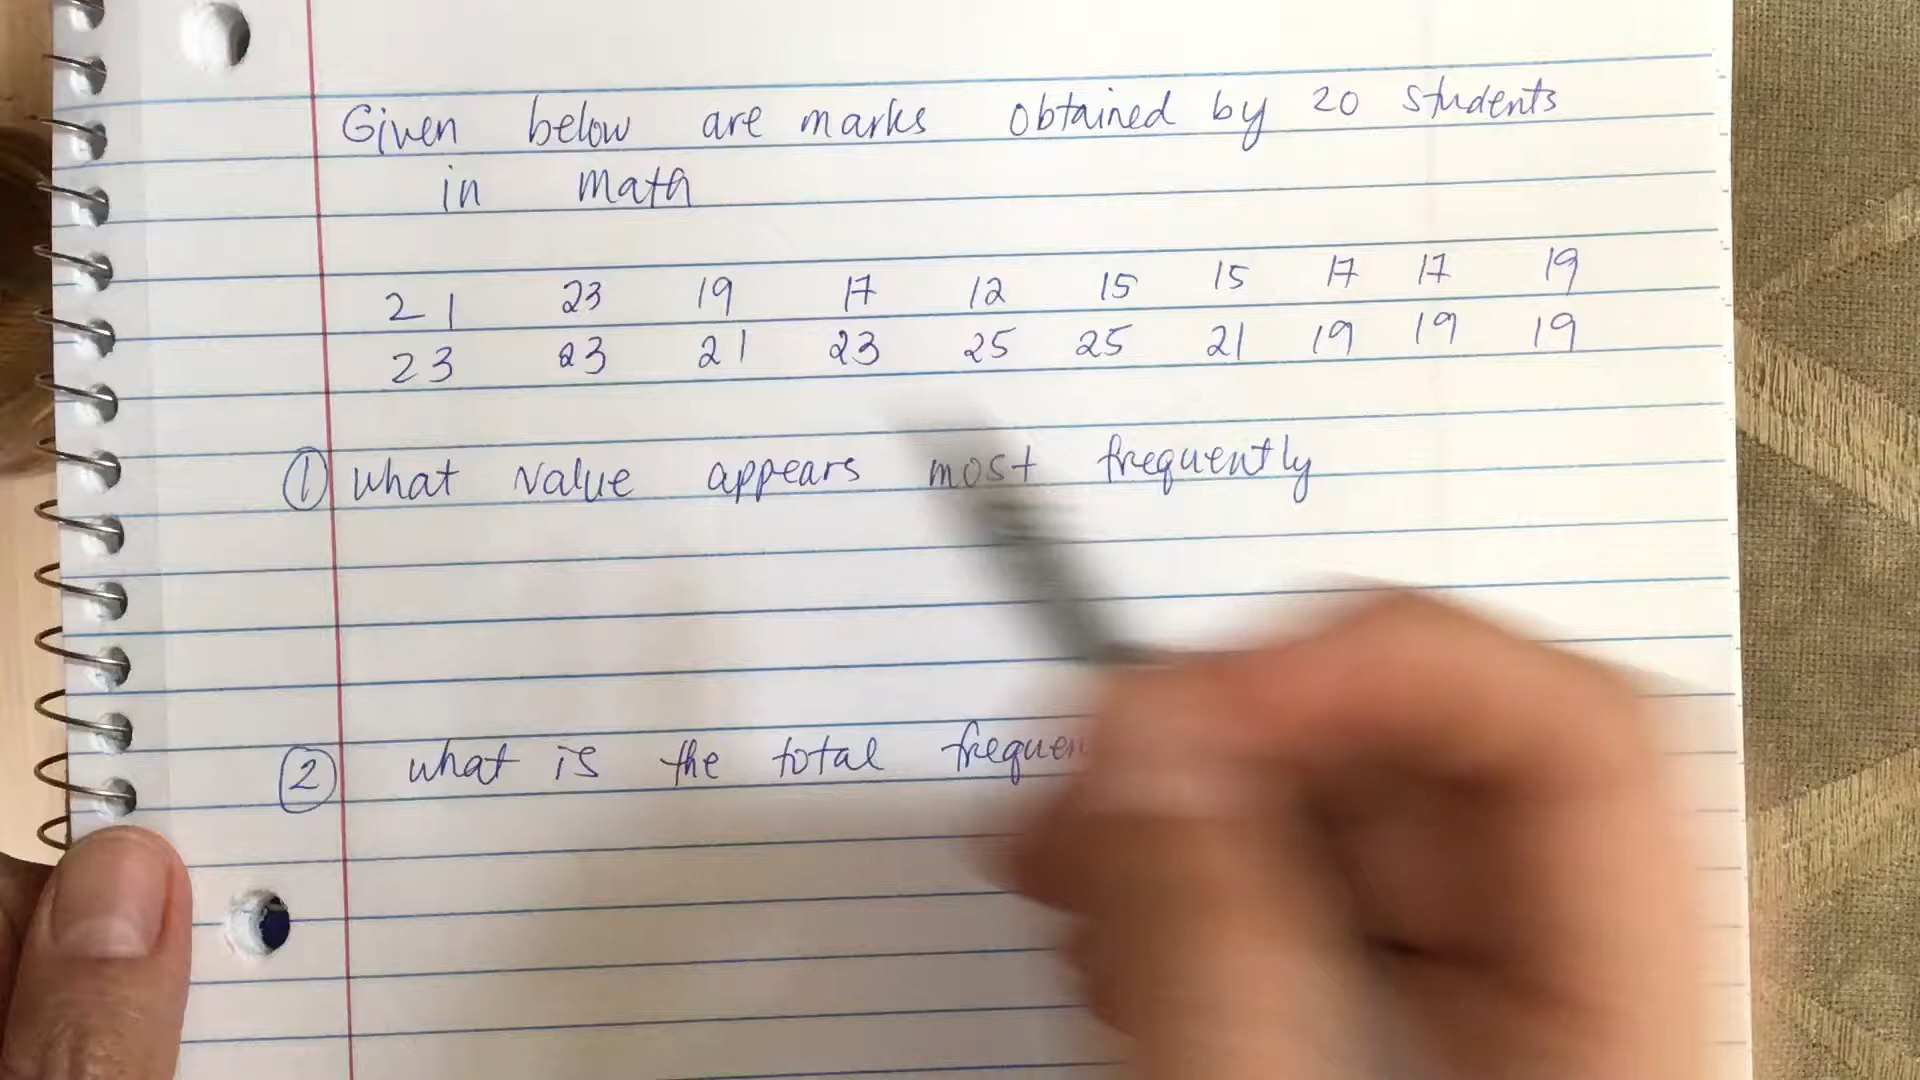 Given below are marks obtained by 20 students
in math
21 23 19 17 12 15 15 17 17 19
23 23 21 23 25 25 21 19 19 19
① what value appears most frequently
② what is the total